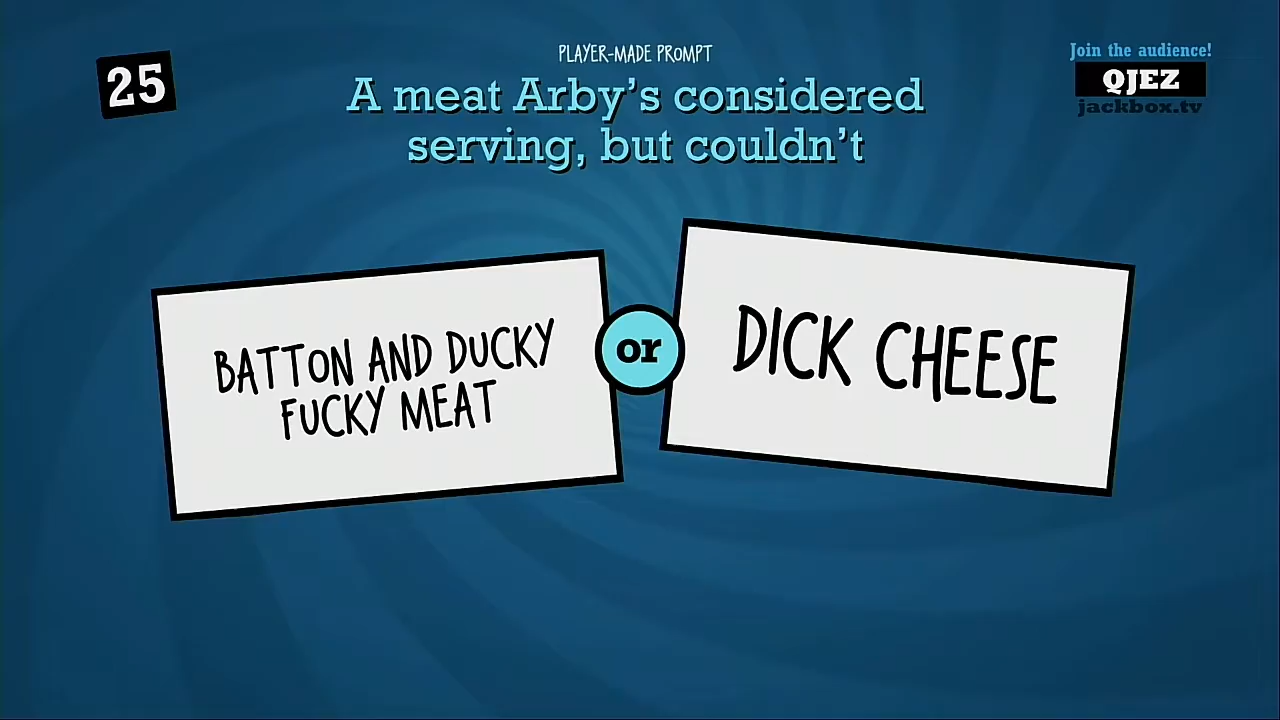 25
PLAYER-MADE PROMPT
A meat Arby's considered
serving, but couldn't
Join the audience!
QJEZ
jackbox.tv
BATTON AND DUCKY
FUCKY MEAT
or
DICK CHEESE